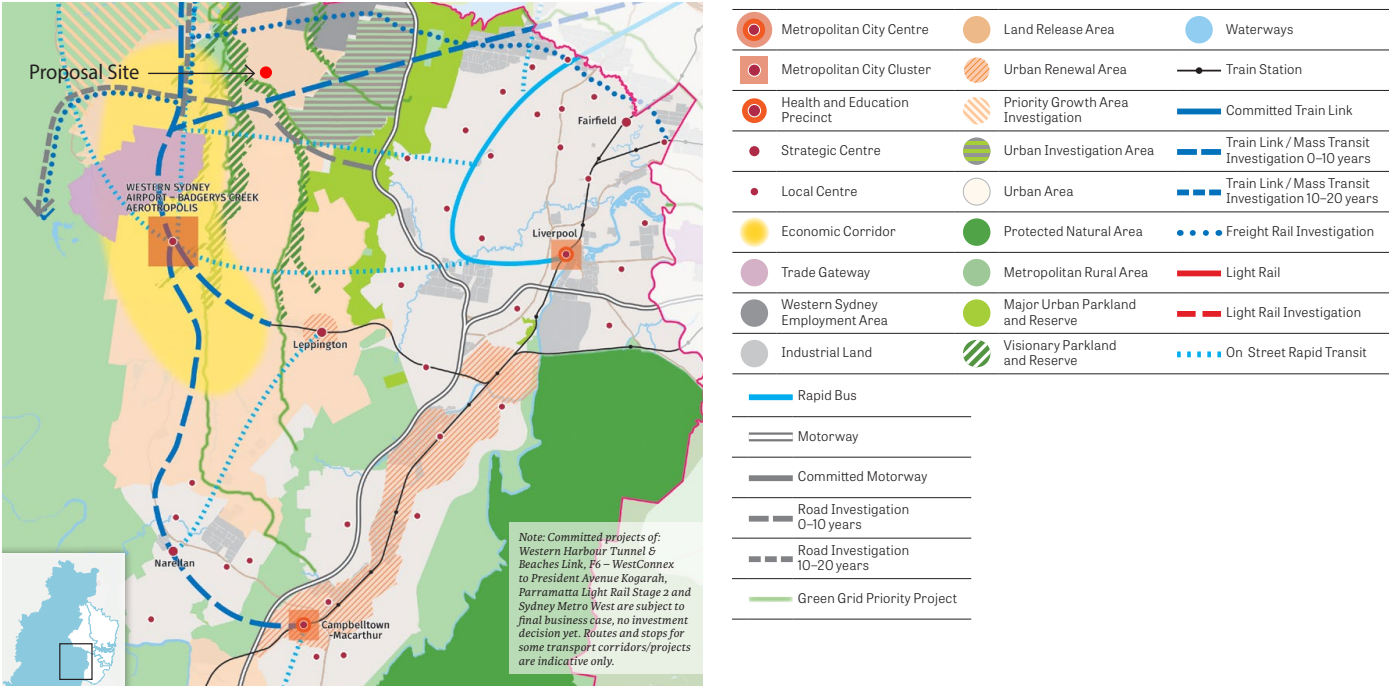 Proposal Site
Fairfield
WESTERN SYDNEY
AIRPORT – BADGERYS CREEK
AEROTROPOLIS
Liverpool
Leppington
Narellan
Campbelltown
-Macarthur
Note: Committed projects of:
Western Harbour Tunnel &
Beaches Link, F6 – WestConnex
to President Avenue Kogarah,
Parramatta Light Rail Stage 2 and
Sydney Metro West are subject to
final business case, no investment
decision yet. Routes and stops for
some transport corridors/projects
are indicative only.
Metropolitan City Centre
Metropolitan City Cluster
Health and Education
Precinct
Strategic Centre
Local Centre
Economic Corridor
Trade Gateway
Western Sydney
Employment Area
Industrial Land
Land Release Area
Urban Renewal Area
Priority Growth Area
Investigation
Urban Investigation Area
Urban Area
Protected Natural Area
Metropolitan Rural Area
Major Urban Parkland
and Reserve
Visionary Parkland
and Reserve
Waterways
Train Station
Committed Train Link
Train Link / Mass Transit
Investigation 0–10 years
Train Link / Mass Transit
Investigation 10–20 years
Freight Rail Investigation
Light Rail
Light Rail Investigation
On Street Rapid Transit
Rapid Bus
Motorway
Committed Motorway
Road Investigation
0–10 years
Road Investigation
10–20 years
Green Grid Priority Project